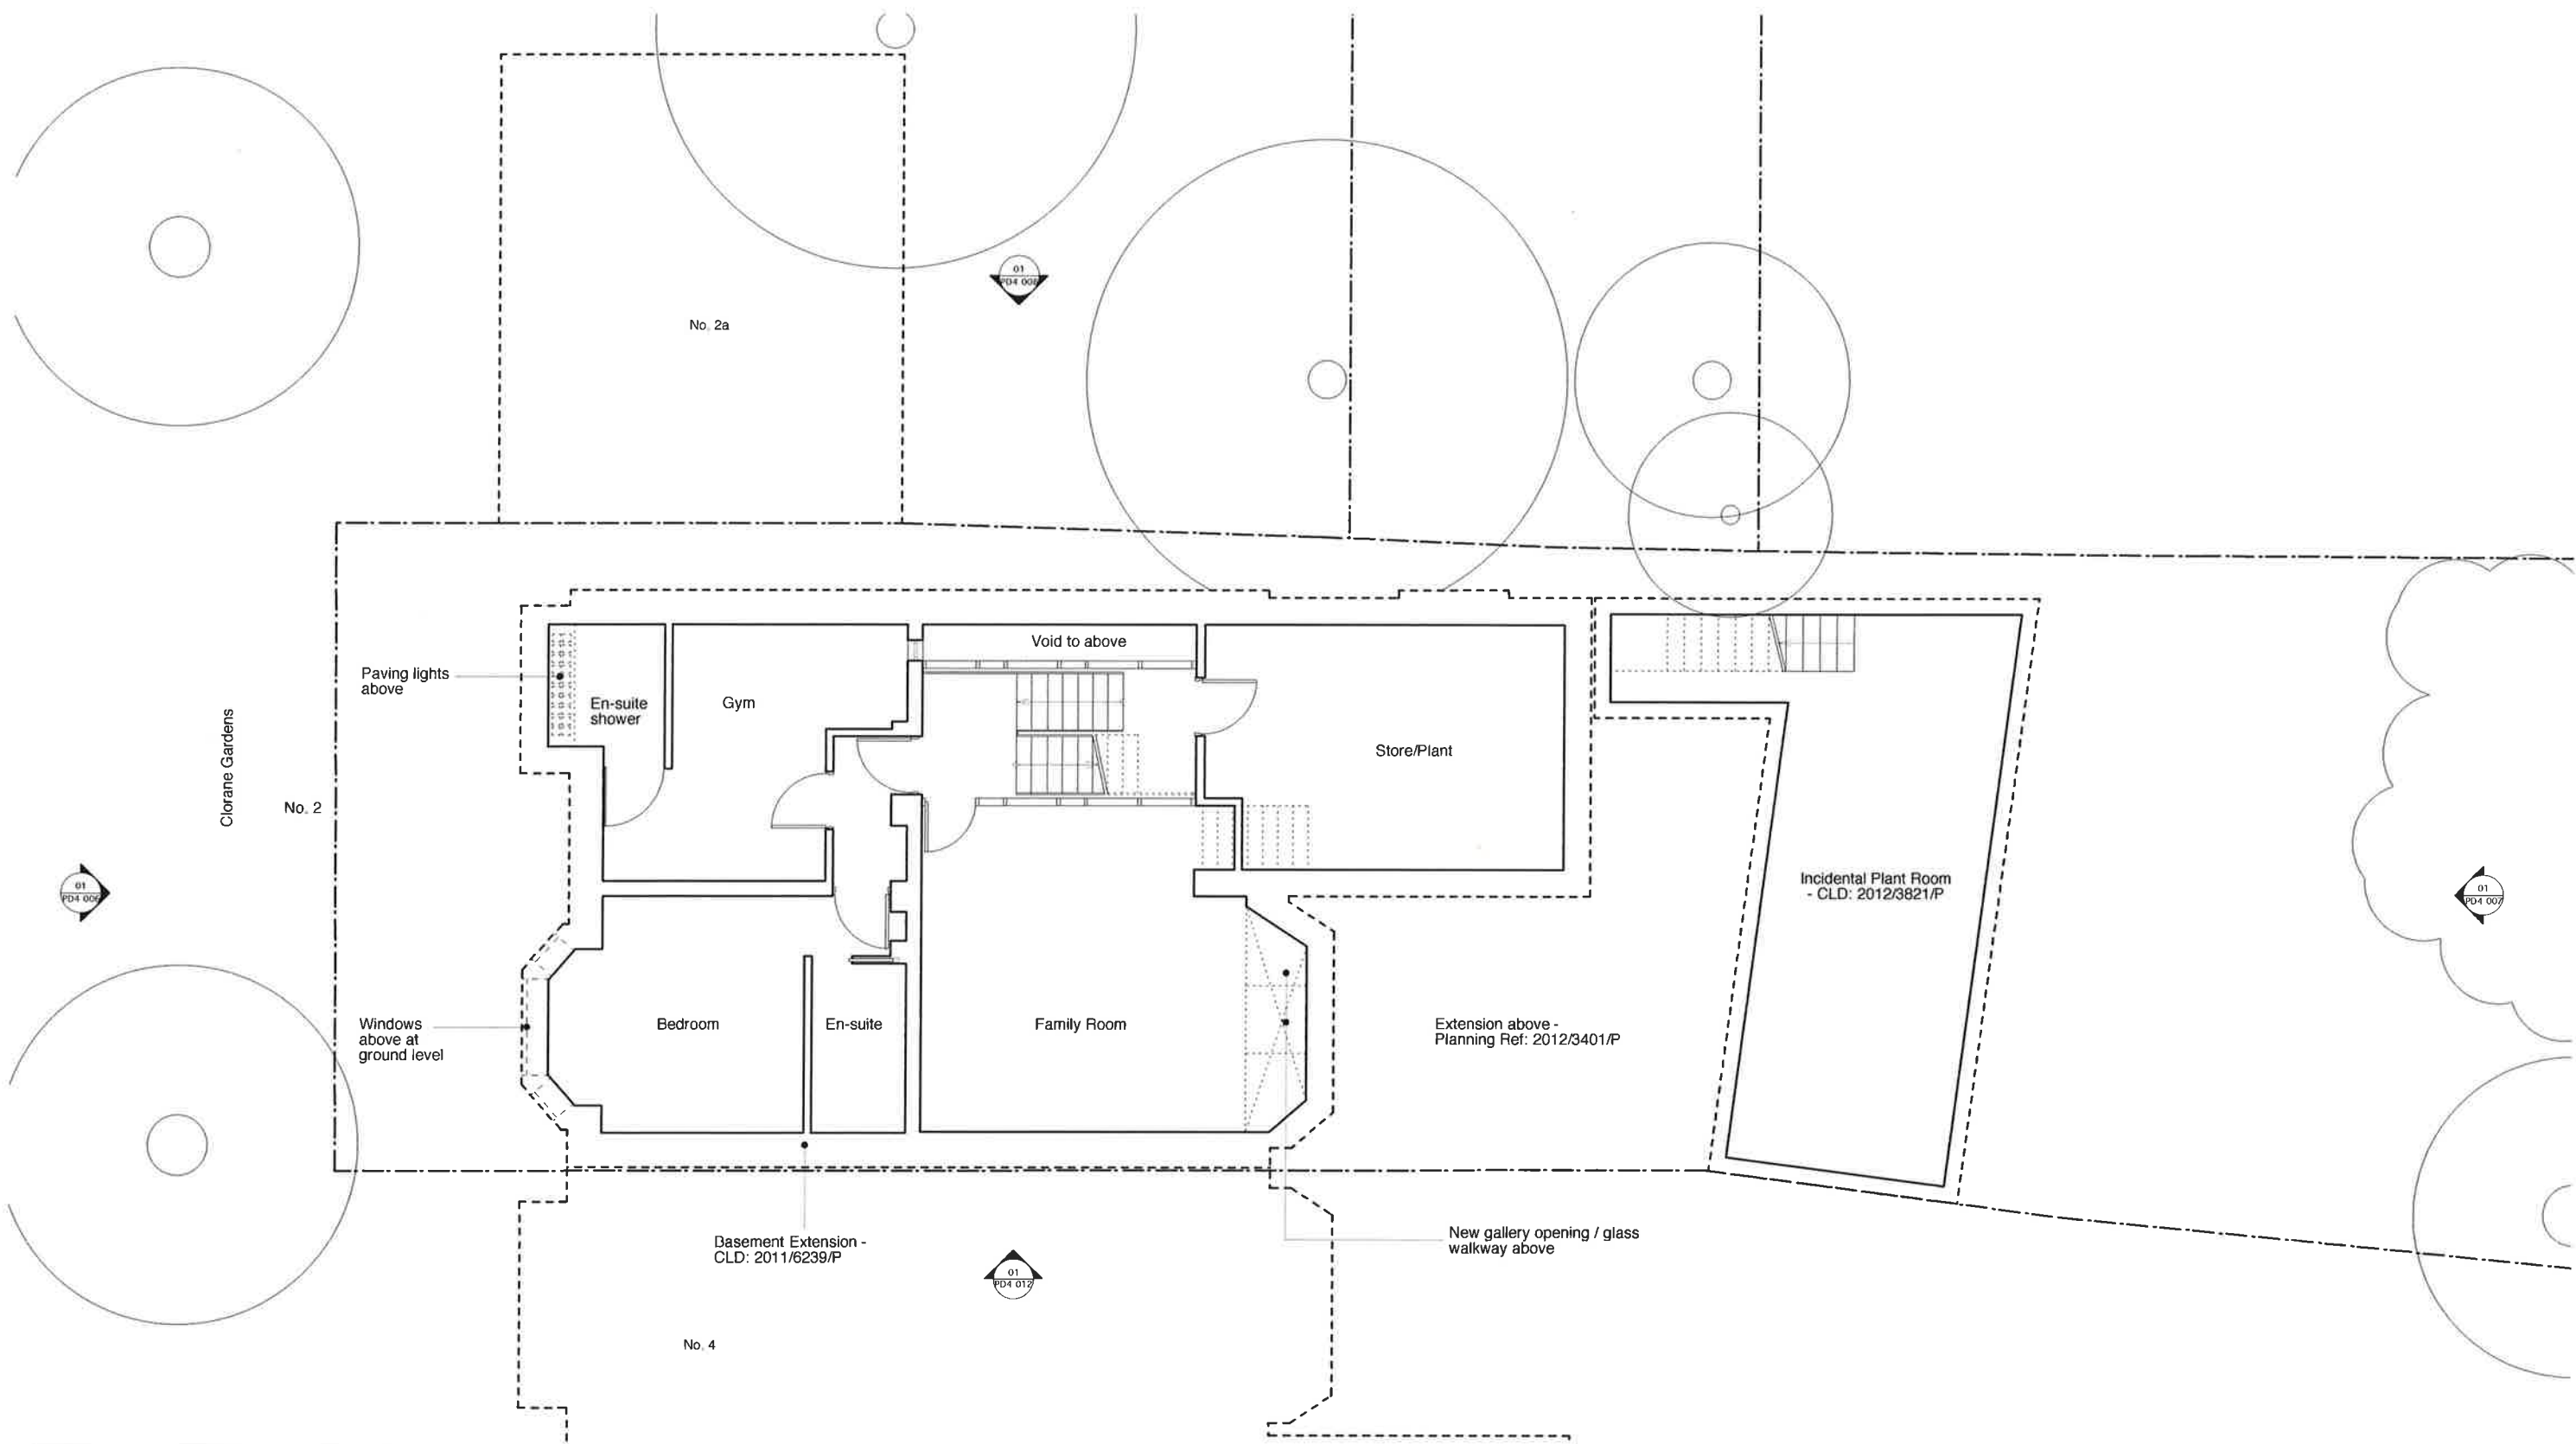 01
PD4 008
No. 2a
Void to above
Paving lights
above
En-suite
shower
Gym
Store/Plant
Clorane Gardens
No. 2
01
PD4 006
Incidental Plant Room
- CLD: 2012/3821/P
01
PD4 007
Windows
above at
ground level
Bedroom
En-suite
Family Room
Extension above -
Planning Ref: 2012/3401/P
Basement Extension -
CLD: 2011/6239/P
New gallery opening / glass
walkway above
01
PD4 012
No. 4